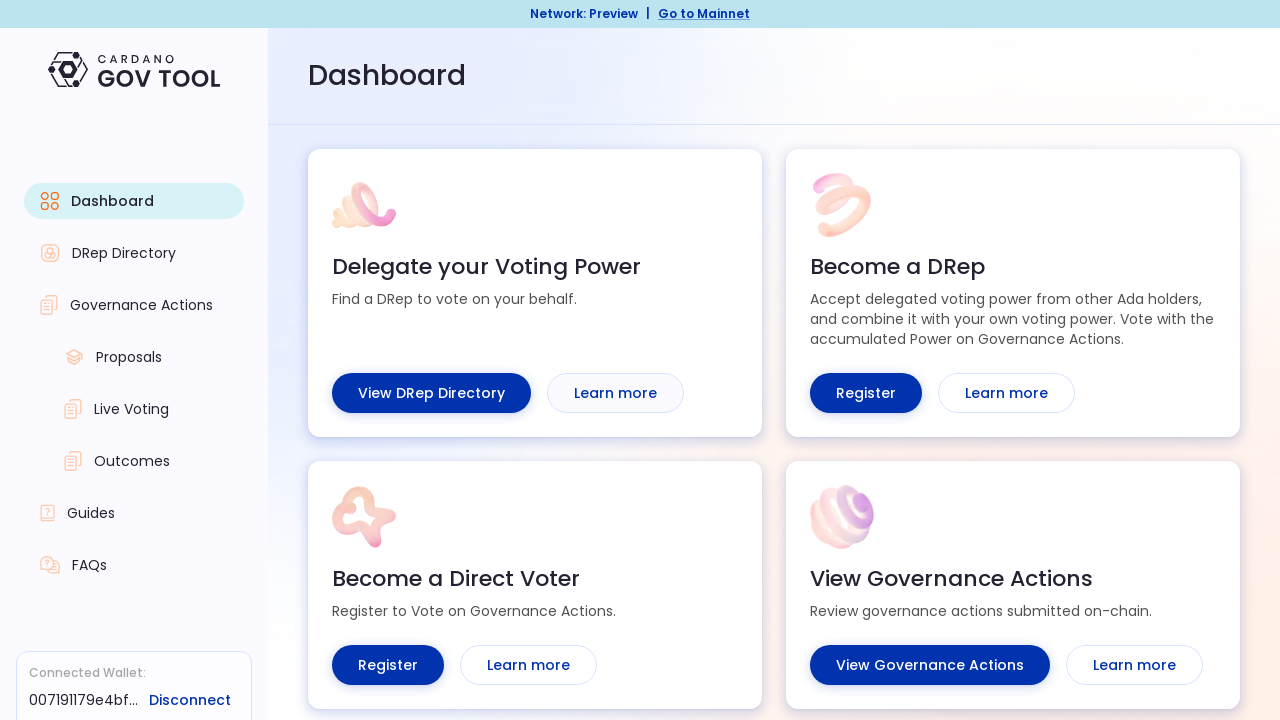 Network: Preview | Go to Mainnet
CARDANO
GOV TOOL
Dashboard
DRep Directory
Governance Actions
Proposals
Live Voting
Outcomes
Guides
FAQs
Connected Wallet:
007191179e4bf... Disconnect
Dashboard
Delegate your Voting Power
Find a DRep to vote on your behalf.
View DRep Directory
Learn more
Become a DRep
Accept delegated voting power from other Ada holders,
and combine it with your own voting power. Vote with the
accumulated Power on Governance Actions.
Register
Learn more
Become a Direct Voter
Register to Vote on Governance Actions.
Register
Learn more
View Governance Actions
Review governance actions submitted on-chain.
View Governance Actions
Learn more